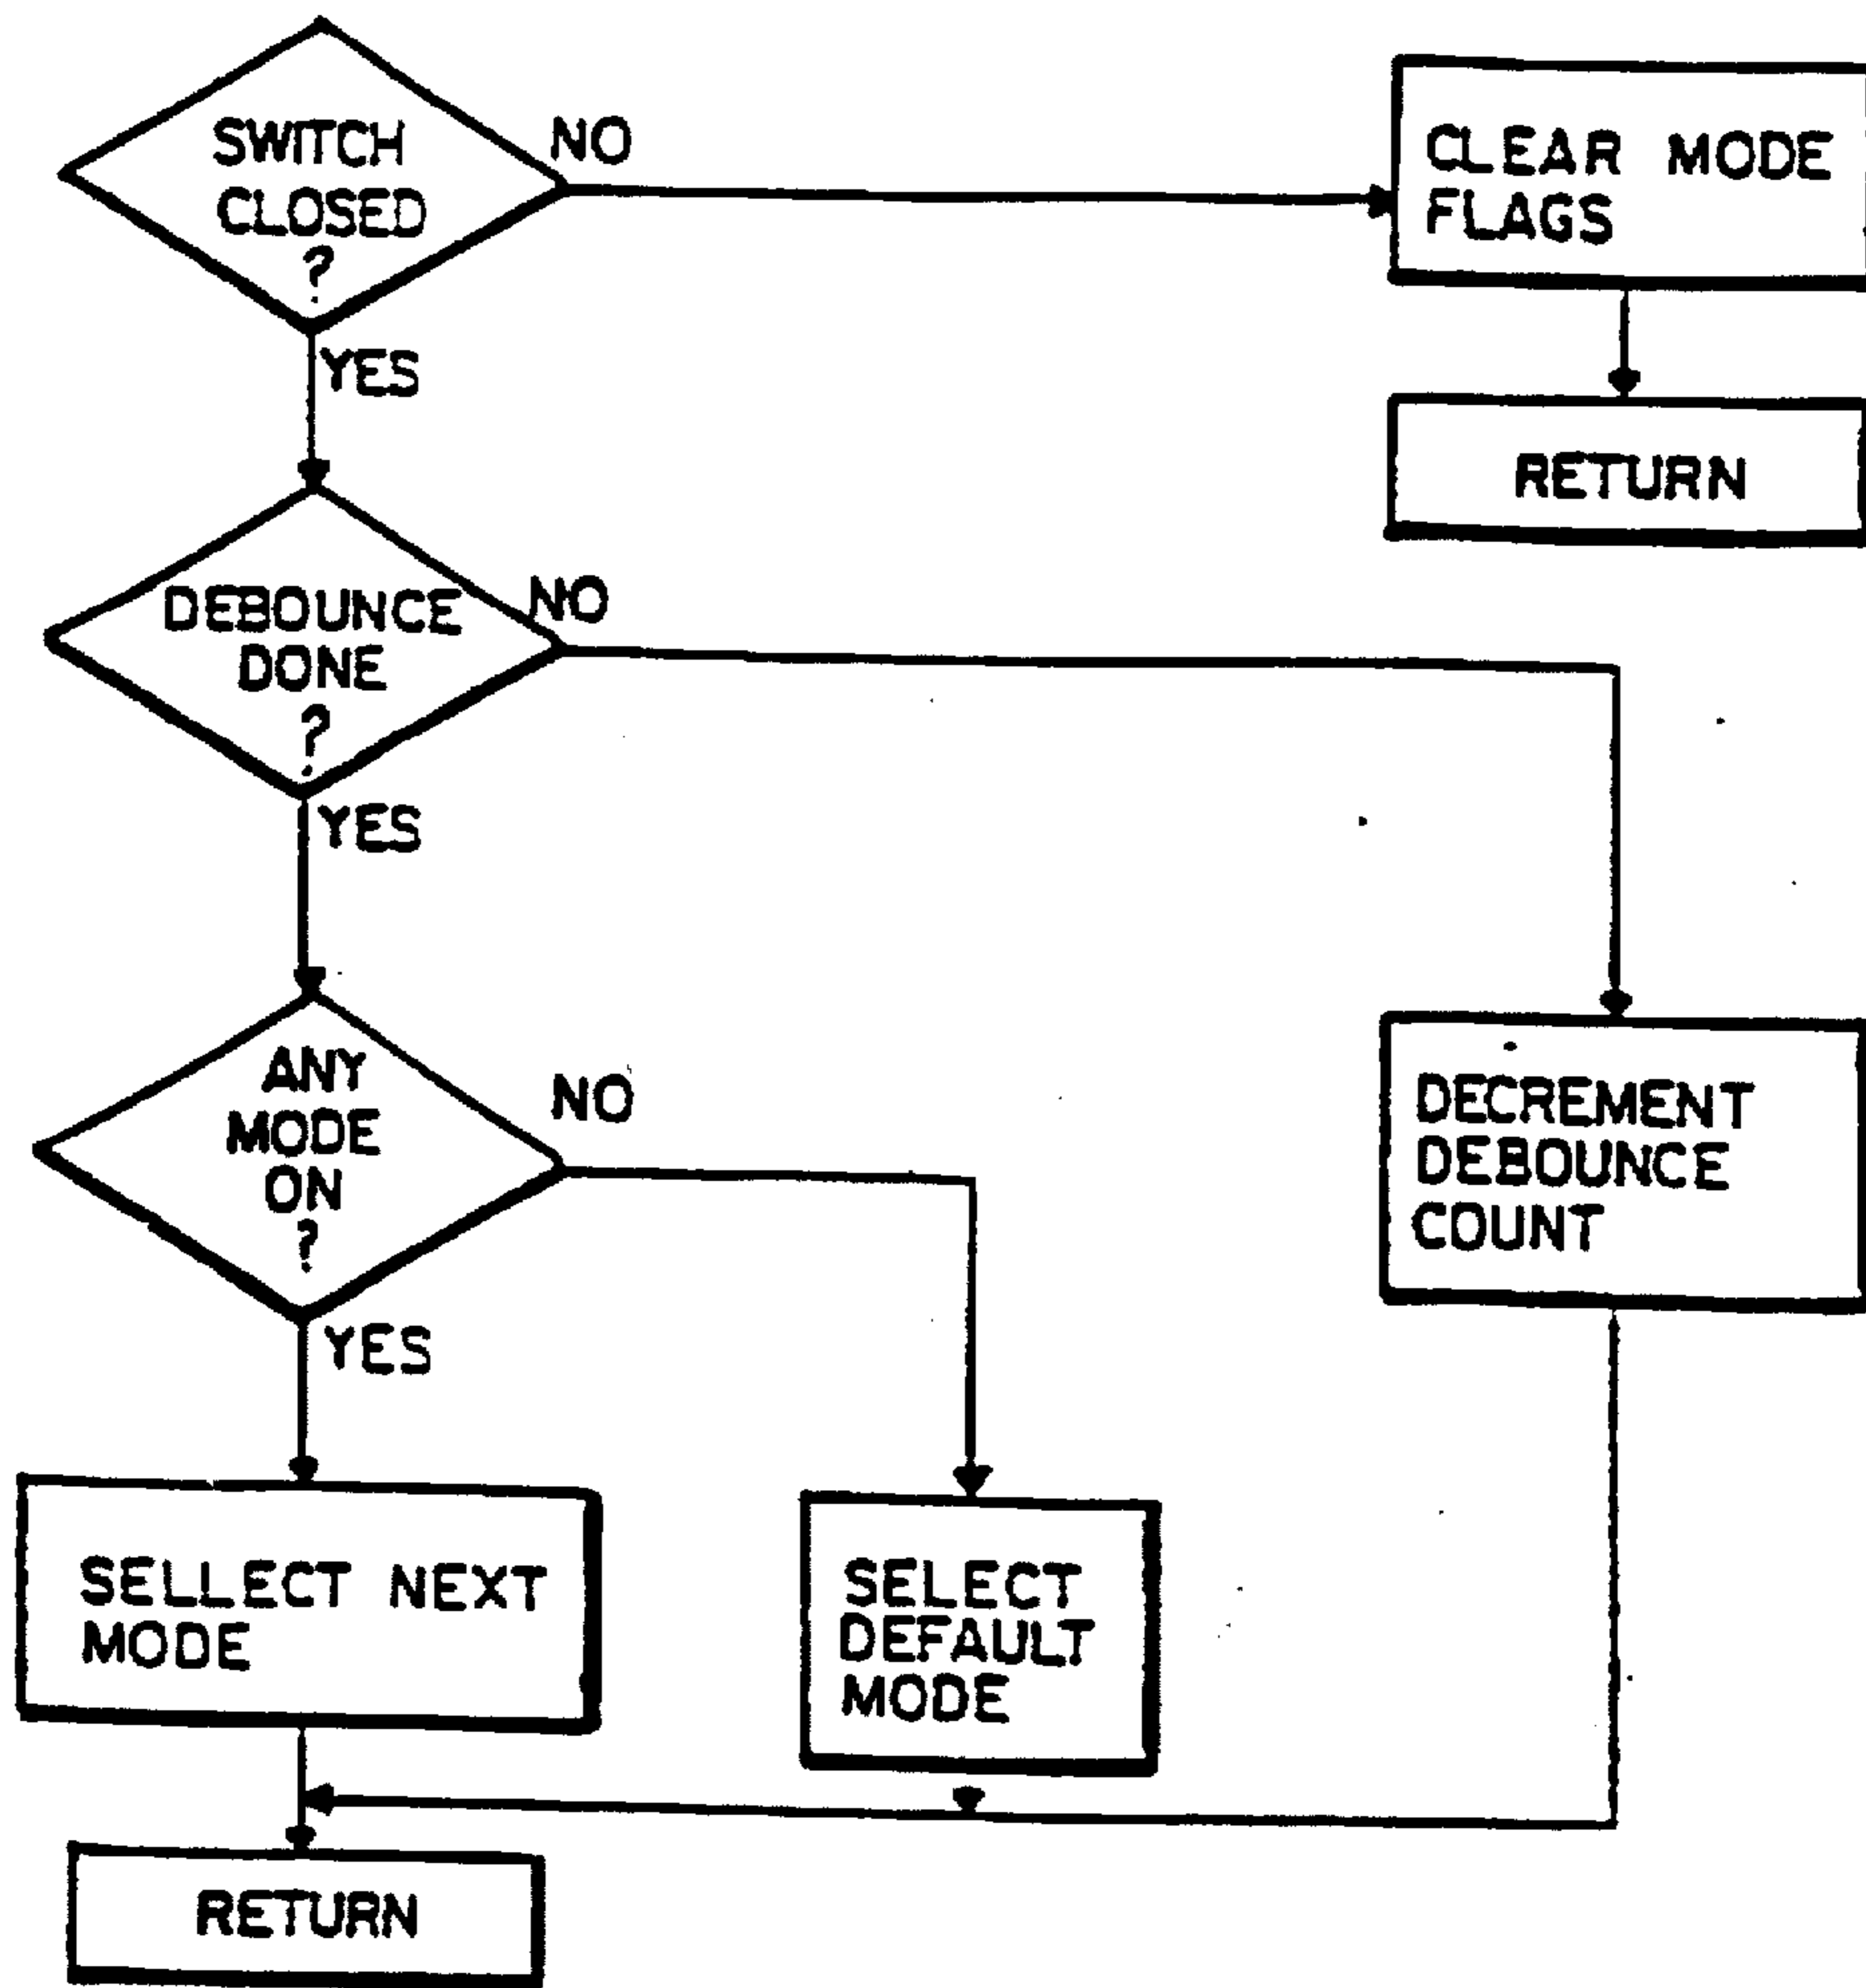 SWITCH
CLOSED
?
NO
CLEAR MODE
FLAGS
YES
RETURN
DEBOUNCE
DONE
?
NO
YES
ANY
MODE
ON
?
NO
DECREMENT
DEBOUNCE
COUNT
YES
SELLECT NEXT
MODE
SELECT
DEFAULT
MODE
RETURN